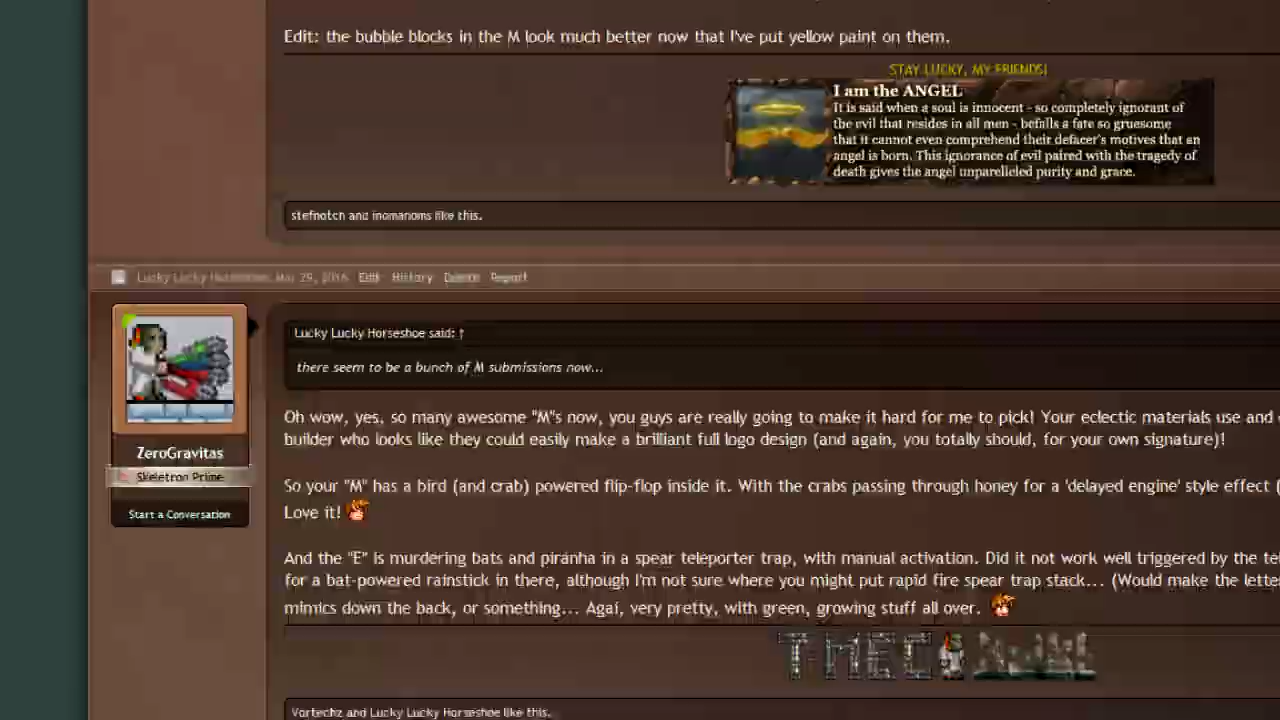 Edit: the bubble blocks in the M look much better now that I've put yellow paint on them.
STAY LUCKY, MY FRIENDS!
I am the ANGEL
It is said when a soul is innocent - so completely ignorant of
the evil that resides in all men - befalls a fate so gruesome
that it cannot even comprehend their defacer's motives that an
angel is born. This ignorance of evil paired with the tragedy of
death gives the angel unparelleled purity and grace.
stefnotch and inomanoms like this.
Lucky Lucky Horseshoe, Mar 29, 2016 Edit History Delete Report
Lucky Lucky Horseshoe said: ↑
there seem to be a bunch of M submissions now...
Oh wow, yes, so many awesome "M"s now, you guys are really going to make it hard for me to pick! Your eclectic materials use and
builder who looks like they could easily make a brilliant full logo design (and again, you totally should, for your own signature)!
ZeroGravitas
Skeletron Prime
So your "M" has a bird (and crab) powered flip-flop inside it. With the crabs passing through honey for a 'delayed engine' style effect (
Start a Conversation
Love it!
And the "E" is murdering bats and piranha in a spear teleporter trap, with manual activation. Did it not work well triggered by the te
for a bat-powered rainstick in there, although I'm not sure where you might put rapid fire spear trap stack... (Would make the lette
mimics down the back, or something... Agai, very pretty, with green, growing stuff all over.
Vortechz and Lucky Lucky Horseshoe like this.